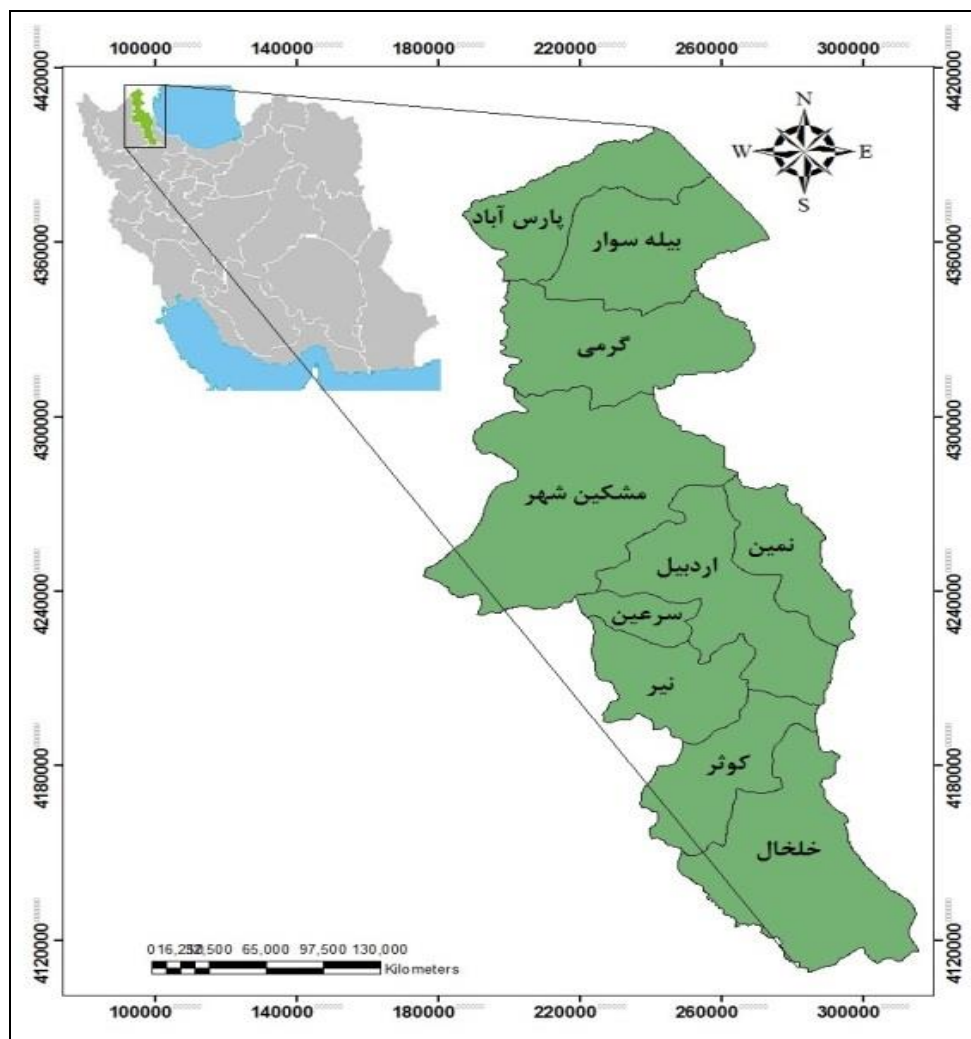 100000 140000 180000 220000 260000 300000
4420000 4420000
N
W E
S
پارس آباد
بیله سوار
4360000 4360000
گرمی
4300000 4300000
مشکین شهر
نمین
اردبیل
4240000 4240000
سرعین
نیر
4180000 4180000
کوثر
خلخال
4120000 4120000
0 65,000 97,500 130,000
Kilometers
100000 140000 180000 220000 260000 300000